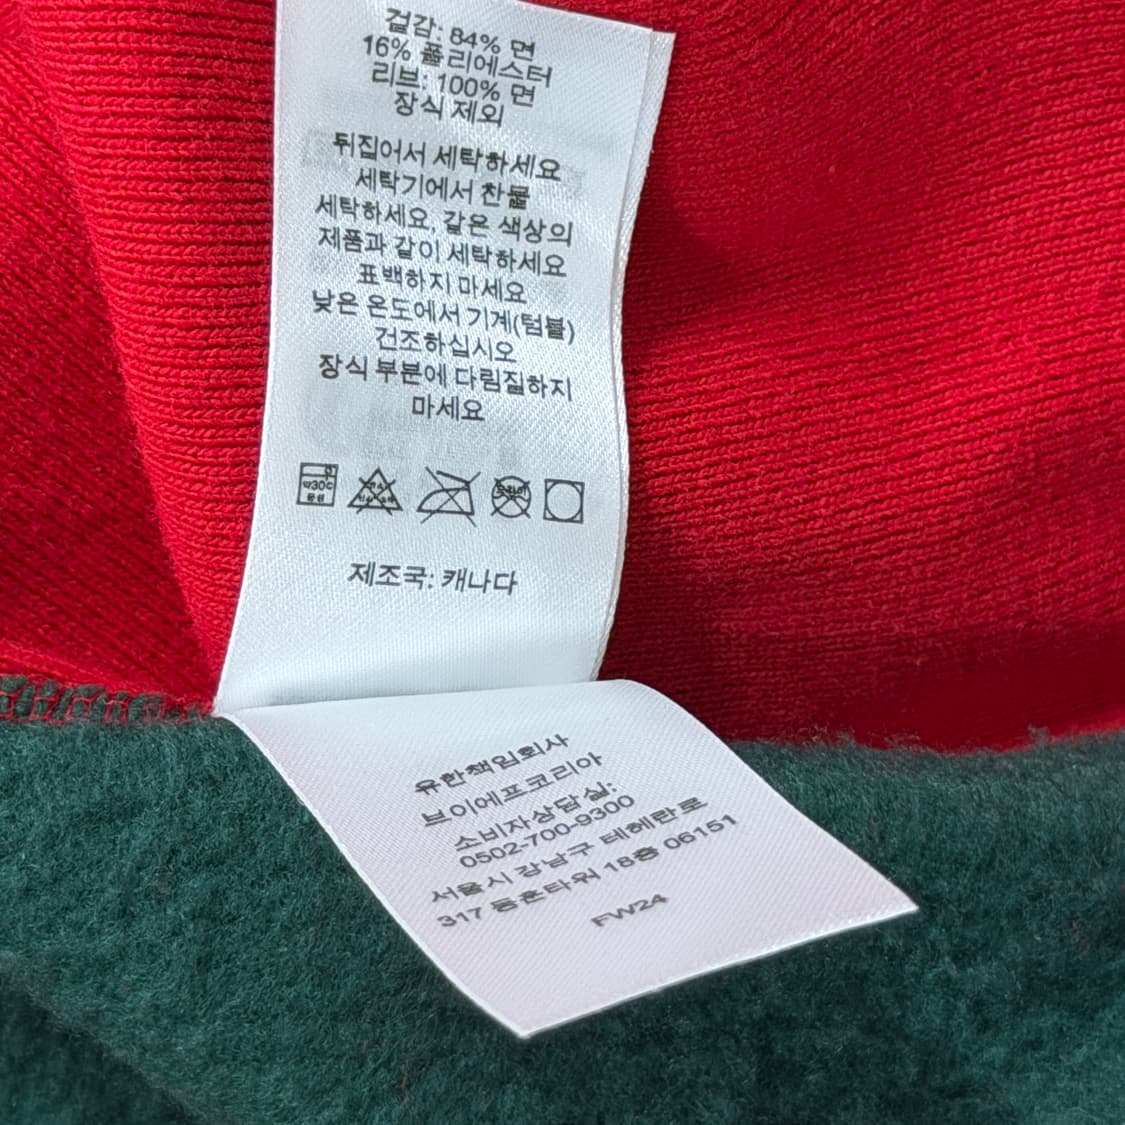 겉감: 84% 면
16% 폴리에스터
리브: 100% 면
장식 제외
뒤집어서 세탁하세요
세탁기에서 찬물
세탁하세요, 같은 색상의
제품과 같이 세탁하세요
표백하지 마세요
낮은 온도에서 기계(텀블)
건조하십시오
장식 부분에 다림질하지
마세요
약30℃
중성
제조국: 캐나다
유한책임회사
브이에프코리아
소비자상담실:
0502-700-9300
서울시 강남구 테헤란로
317 동훈타워 18층 06151
FW24